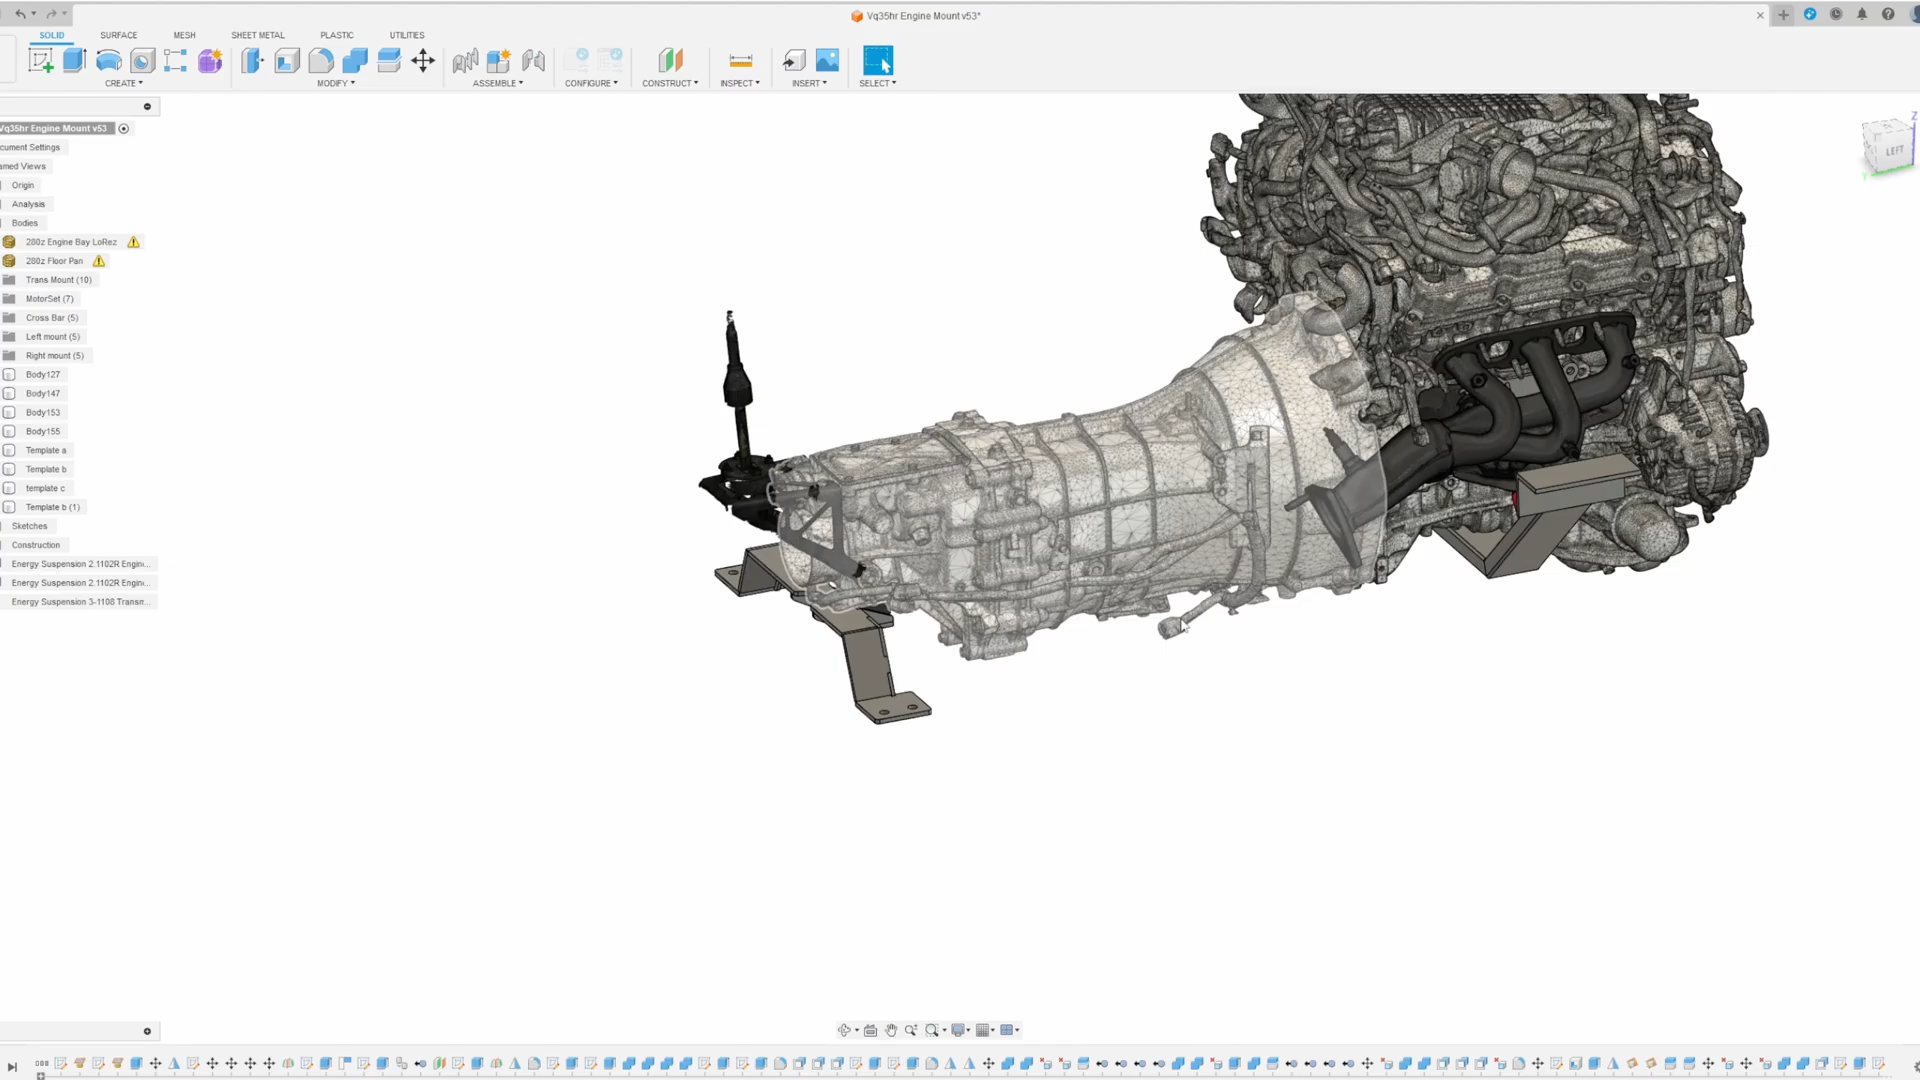 Vq35hr Engine Mount v53*
SOLID
SURFACE
MESH
SHEET METAL
PLASTIC
UTILITIES
CREATE
MODIFY
ASSEMBLE
CONFIGURE
CONSTRUCT
INSPECT
INSERT
SELECT
Vq35hr Engine Mount v53
cument Settings
amed Views
Origin
Analysis
Bodies
280z Engine Bay LoRez
280z Floor Pan
Trans Mount (10)
MotorSet (7)
Cross Bar (5)
Left mount (5)
Right mount (5)
Body127
Body147
Body153
Body155
Template a
Template b
template c
Template b (1)
Sketches
Construction
Energy Suspension 2.1102R Engin...
Energy Suspension 2.1102R Engin...
Energy Suspension 3-1108 Transm...
LEFT
Z
Y